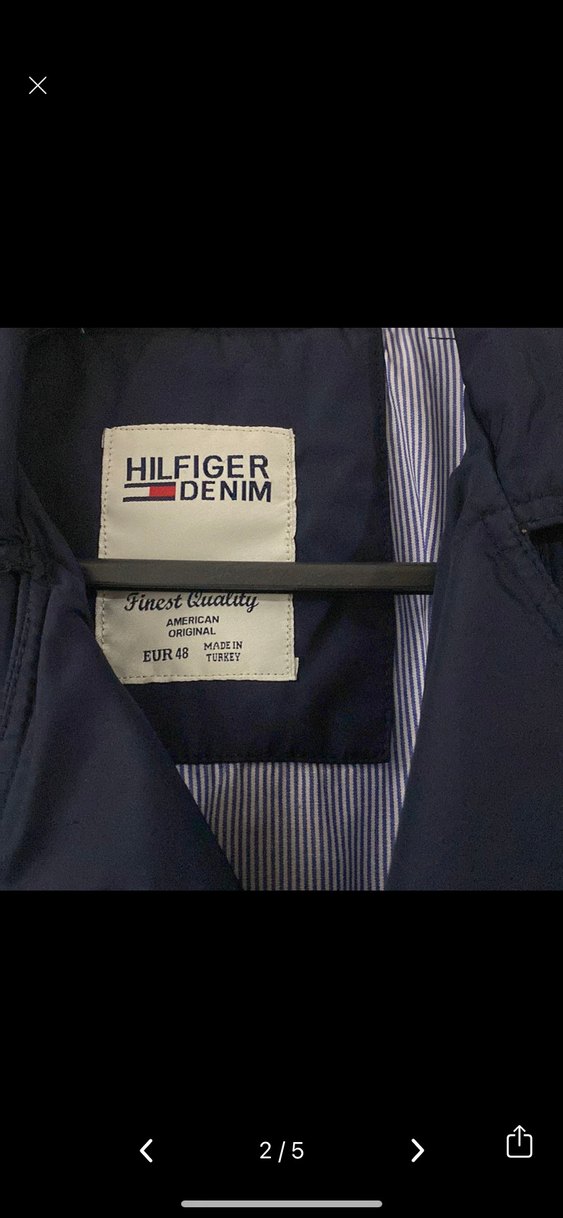 HILFIGER
DENIM
Finest Quality
AMERICAN
ORIGINAL
EUR 48
MADE IN
TURKEY
2 / 5